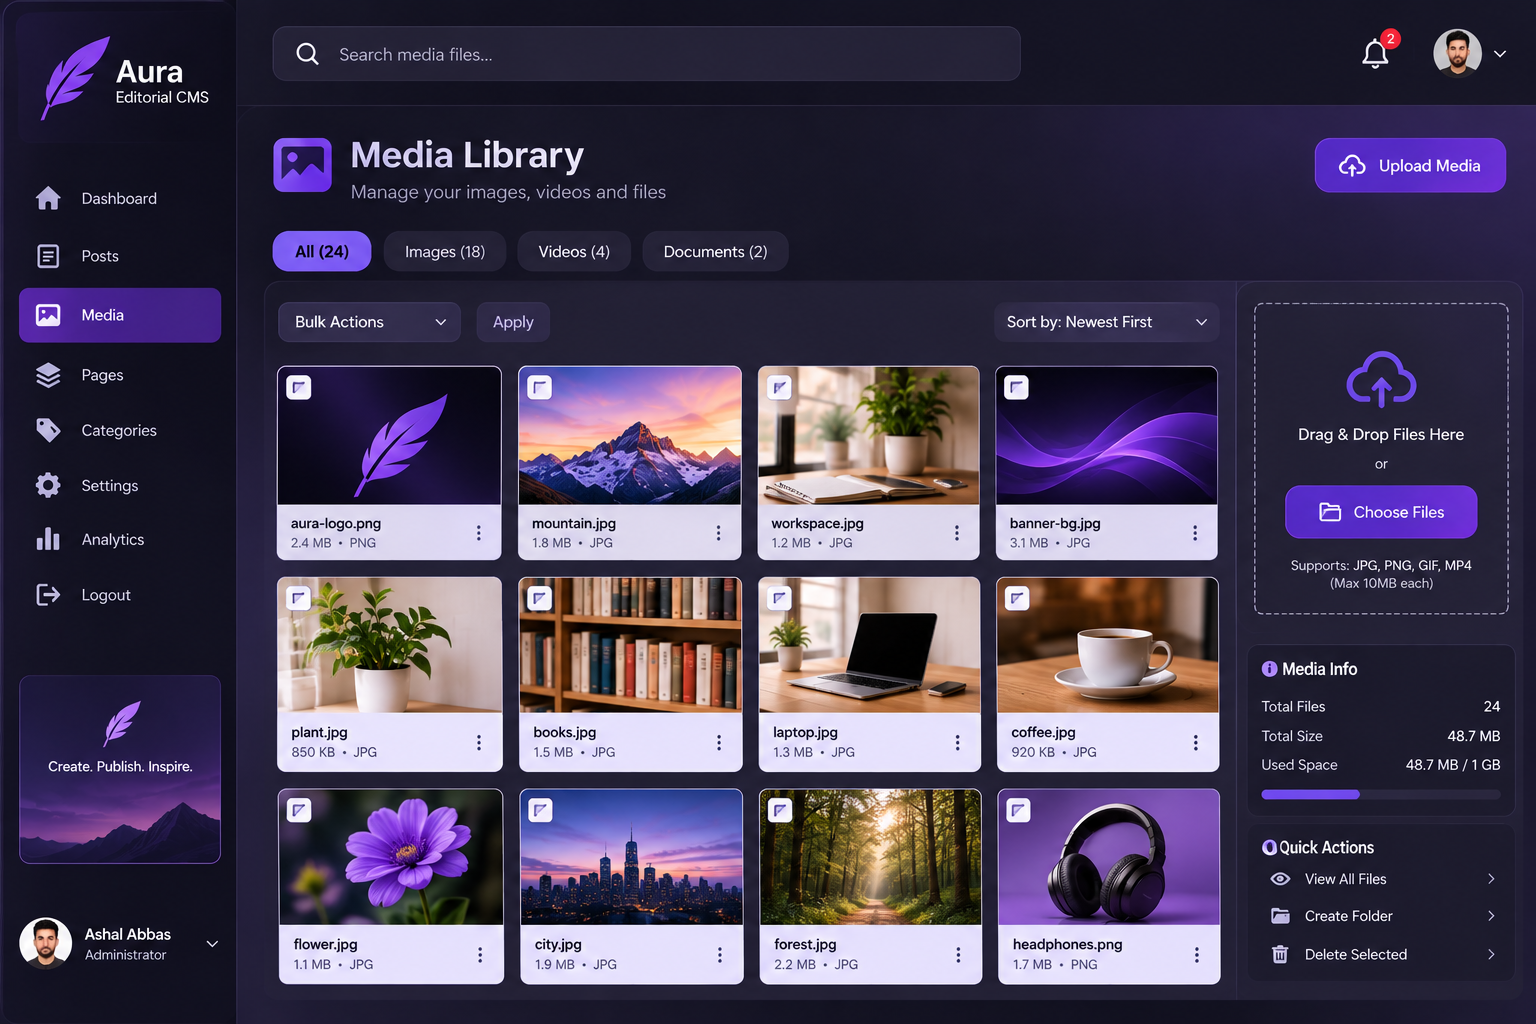 Aura
Editorial CMS
Search media files...
2
Dashboard
Posts
Media
Pages
Categories
Settings
Analytics
Logout
Create. Publish. Inspire.
Ashal Abbas
Administrator
Media Library
Manage your images, videos and files
Upload Media
All (24)
Images (18)
Videos (4)
Documents (2)
Bulk Actions
Apply
Sort by: Newest First
aura-logo.png
2.4 MB • PNG
mountain.jpg
1.8 MB • JPG
workspace.jpg
1.2 MB • JPG
banner-bg.jpg
3.1 MB • JPG
plant.jpg
850 KB • JPG
books.jpg
1.5 MB • JPG
laptop.jpg
1.3 MB • JPG
coffee.jpg
920 KB • JPG
flower.jpg
1.1 MB • JPG
city.jpg
1.9 MB • JPG
forest.jpg
2.2 MB • JPG
headphones.png
1.7 MB • PNG
Drag & Drop Files Here
or
Choose Files
Supports: JPG, PNG, GIF, MP4
(Max 10MB each)
Media Info
Total Files 24
Total Size 48.7 MB
Used Space 48.7 MB / 1 GB
Quick Actions
View All Files
Create Folder
Delete Selected